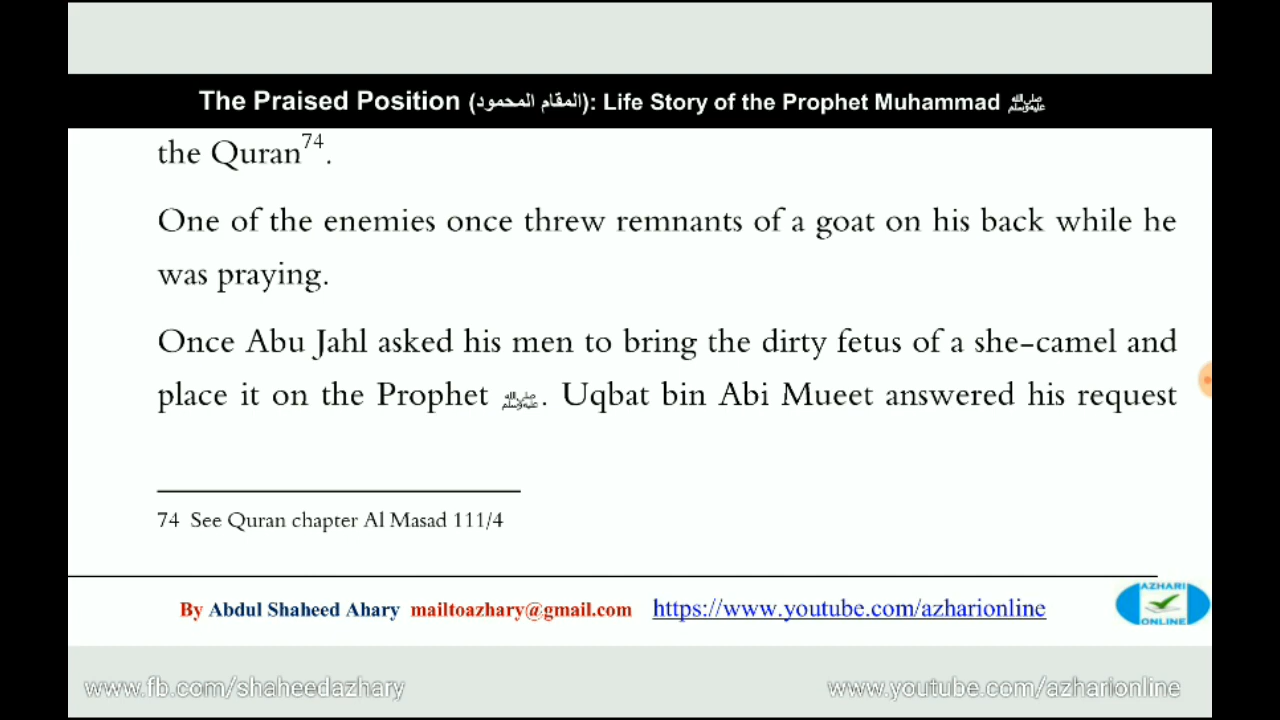 The Praised Position (المقام المحمود): Life Story of the Prophet Muhammad ﷺ
the Quran74.
One of the enemies once threw remnants of a goat on his back while he
was praying.
Once Abu Jahl asked his men to bring the dirty fetus of a she-camel and
place it on the Prophet ﷺ. Uqbat bin Abi Mueet answered his request
74 See Quran chapter Al Masad 111/4
By Abdul Shaheed Ahary mailtoazhary@gmail.com https://www.youtube.com/azharionline
AZHARI
ONLINE
www.fb.com/shaheedazhary www.youtube.com/azharionline